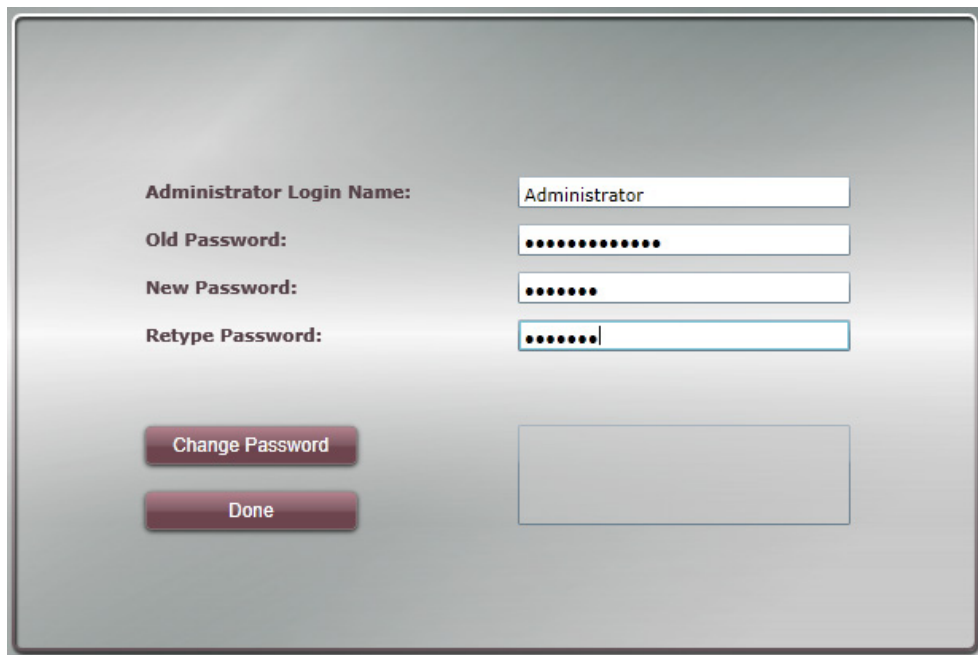 Administrator Login Name: Administrator
Old Password: •••••••••••••
New Password: •••••••
Retype Password: •••••••
Change Password
Done